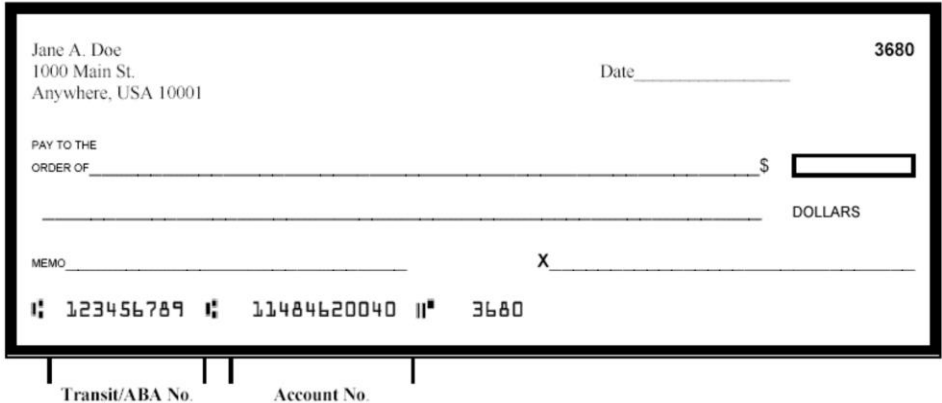 Jane A. Doe
3680
1000 Main St.
Date
Anywhere, USA 10001
PAY TO THE
ORDER OF $
DOLLARS
MEMO X
⑆ 123456789 ⑆ 11484620040 ⑈ 3680
Transit/ABA No. Account No.